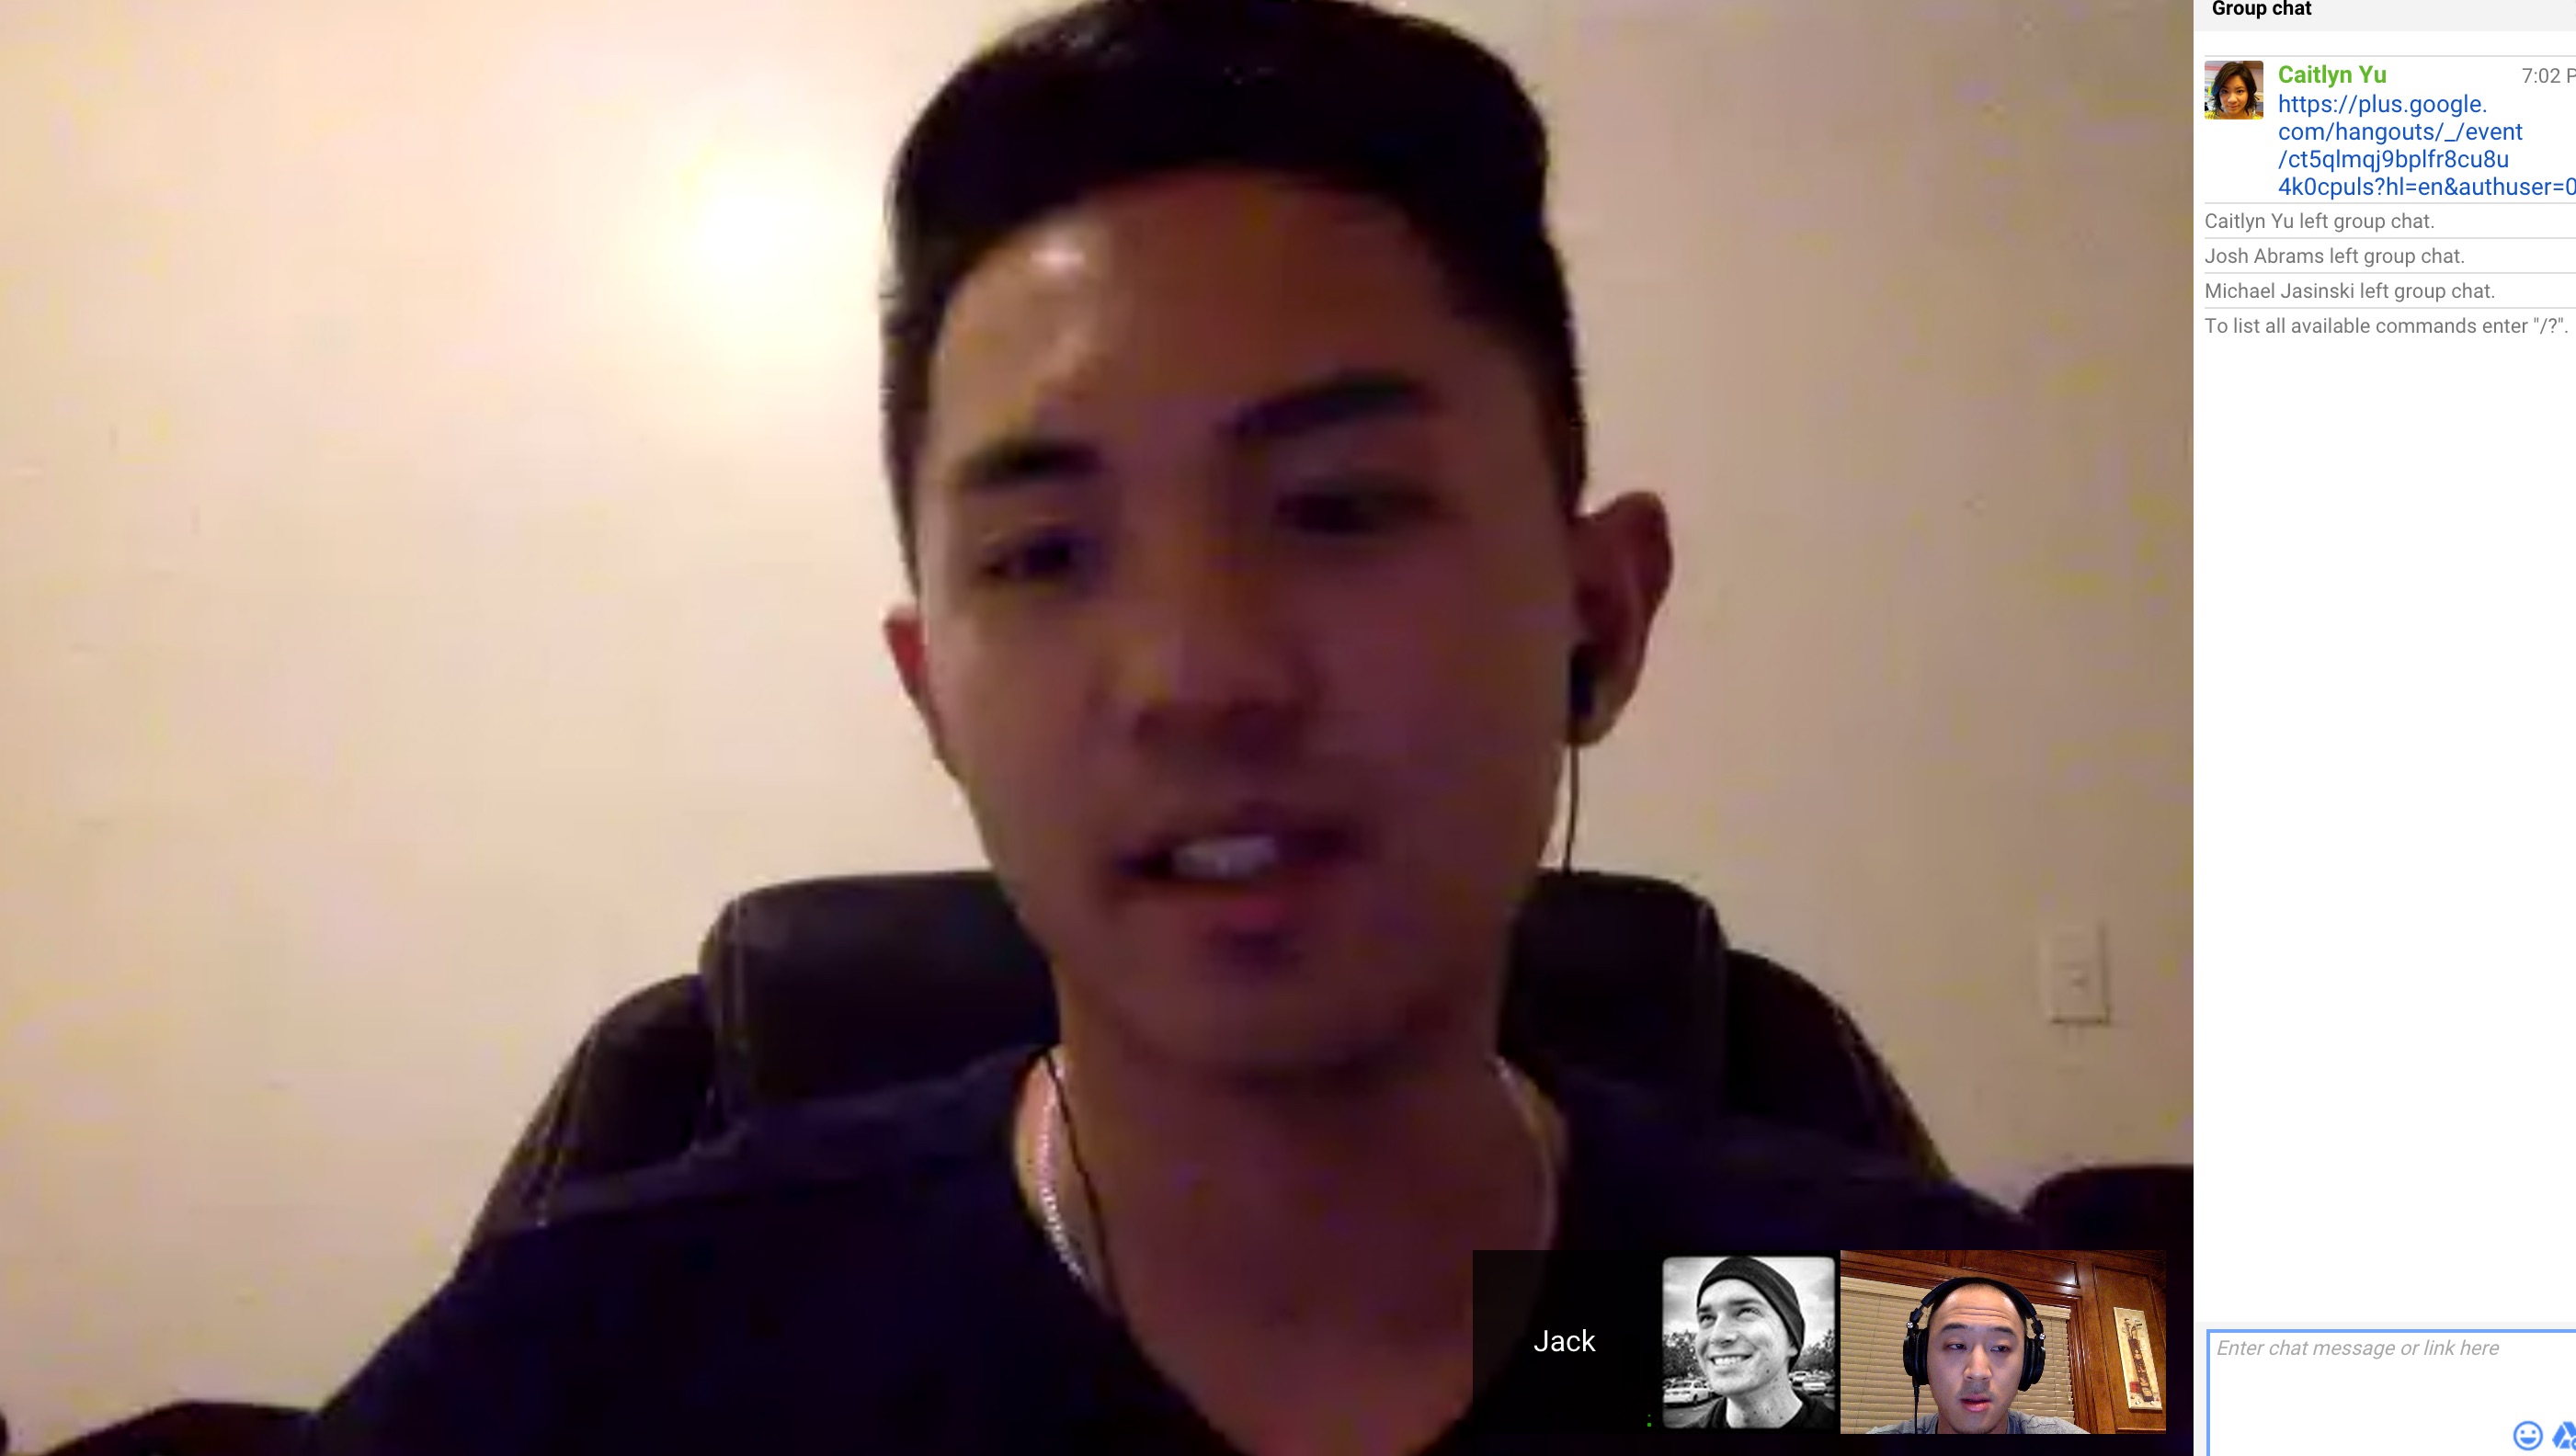 Group chat
Caitlyn Yu
7:02 P
https://plus.google.
com/hangouts/_/event
/ct5qlmqj9bplfr8cu8u
4k0cpuls?hl=en&authuser=0
Caitlyn Yu left group chat.
Josh Abrams left group chat.
Michael Jasinski left group chat.
To list all available commands enter "/?".
Jack
Enter chat message or link here